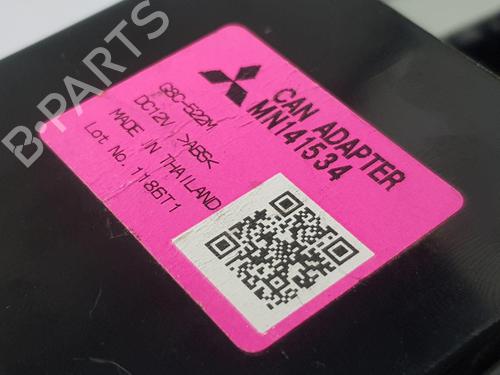 CAN ADAPTER
MN141534
G8C-522M
DC12V >ABS<
MADE IN THAILAND
Lot No. 1186T1
B-PARTS